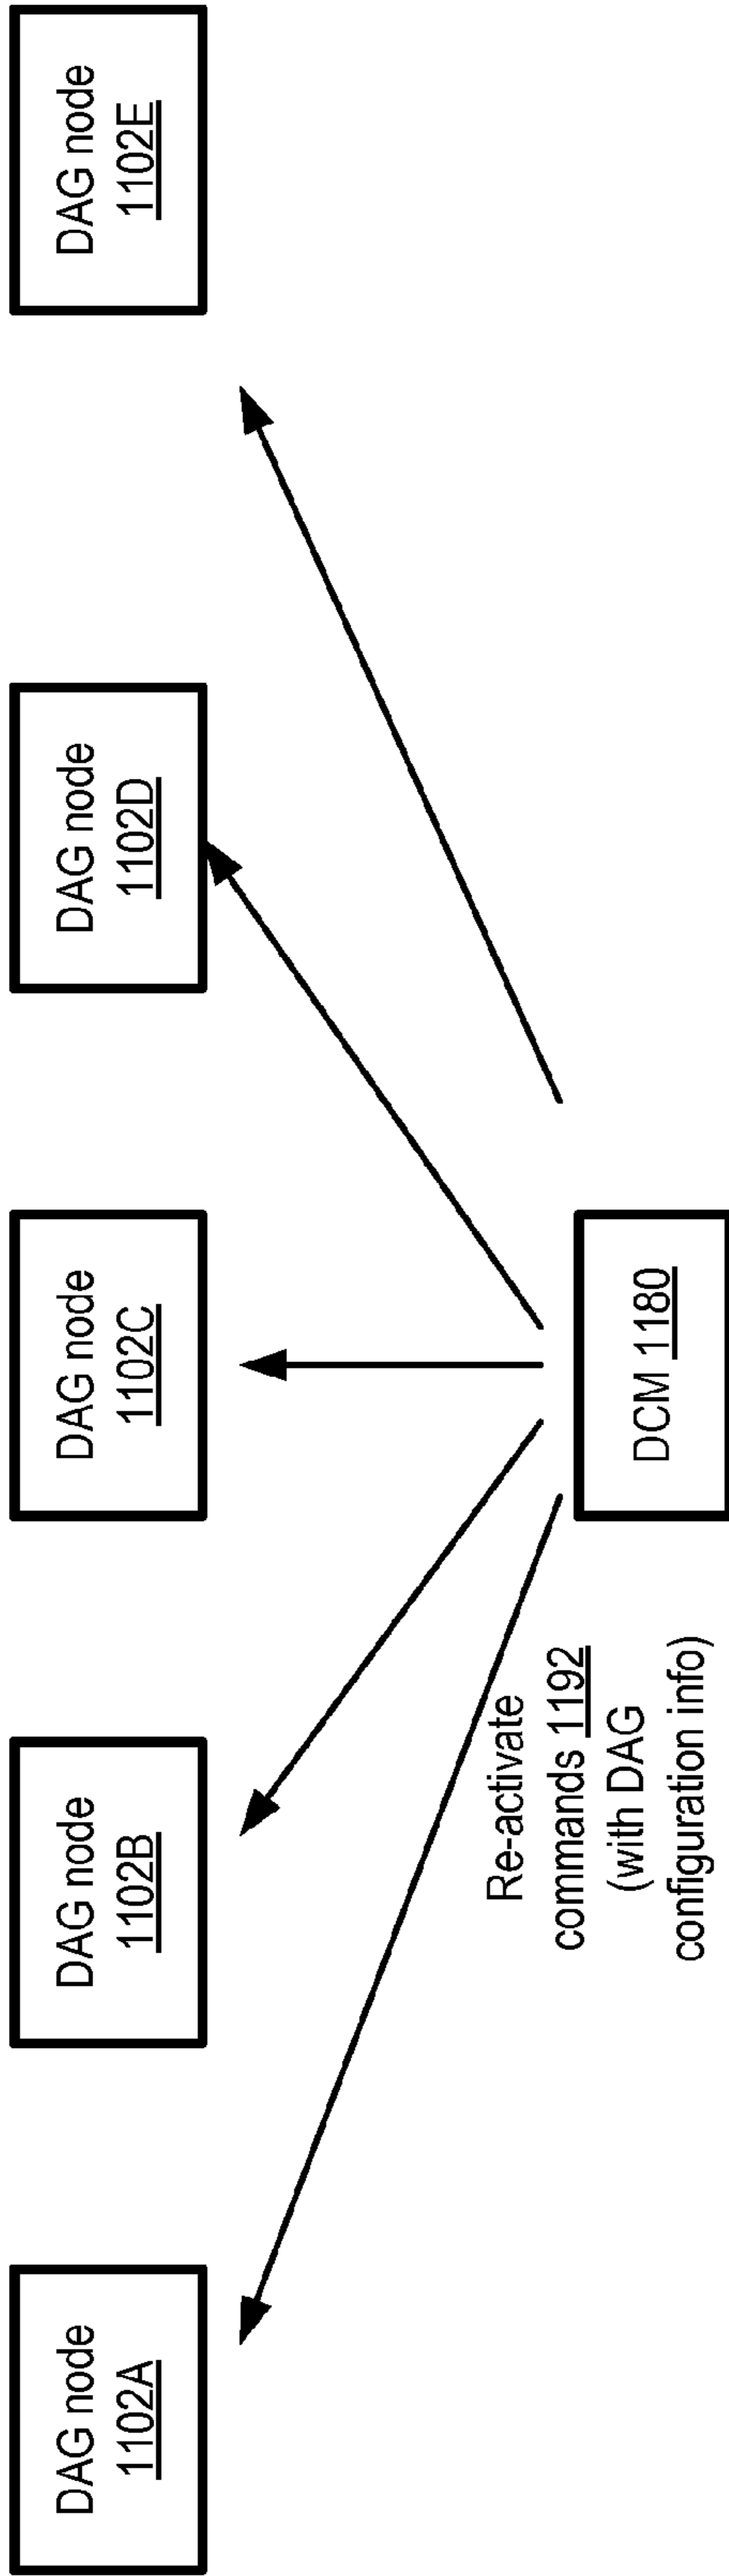 DAG node
1102A
DAG node
1102B
DAG node
1102C
DAG node
1102D
DAG node
1102E
Re-activate
commands 1192
(with DAG
configuration info)
DCM 1180